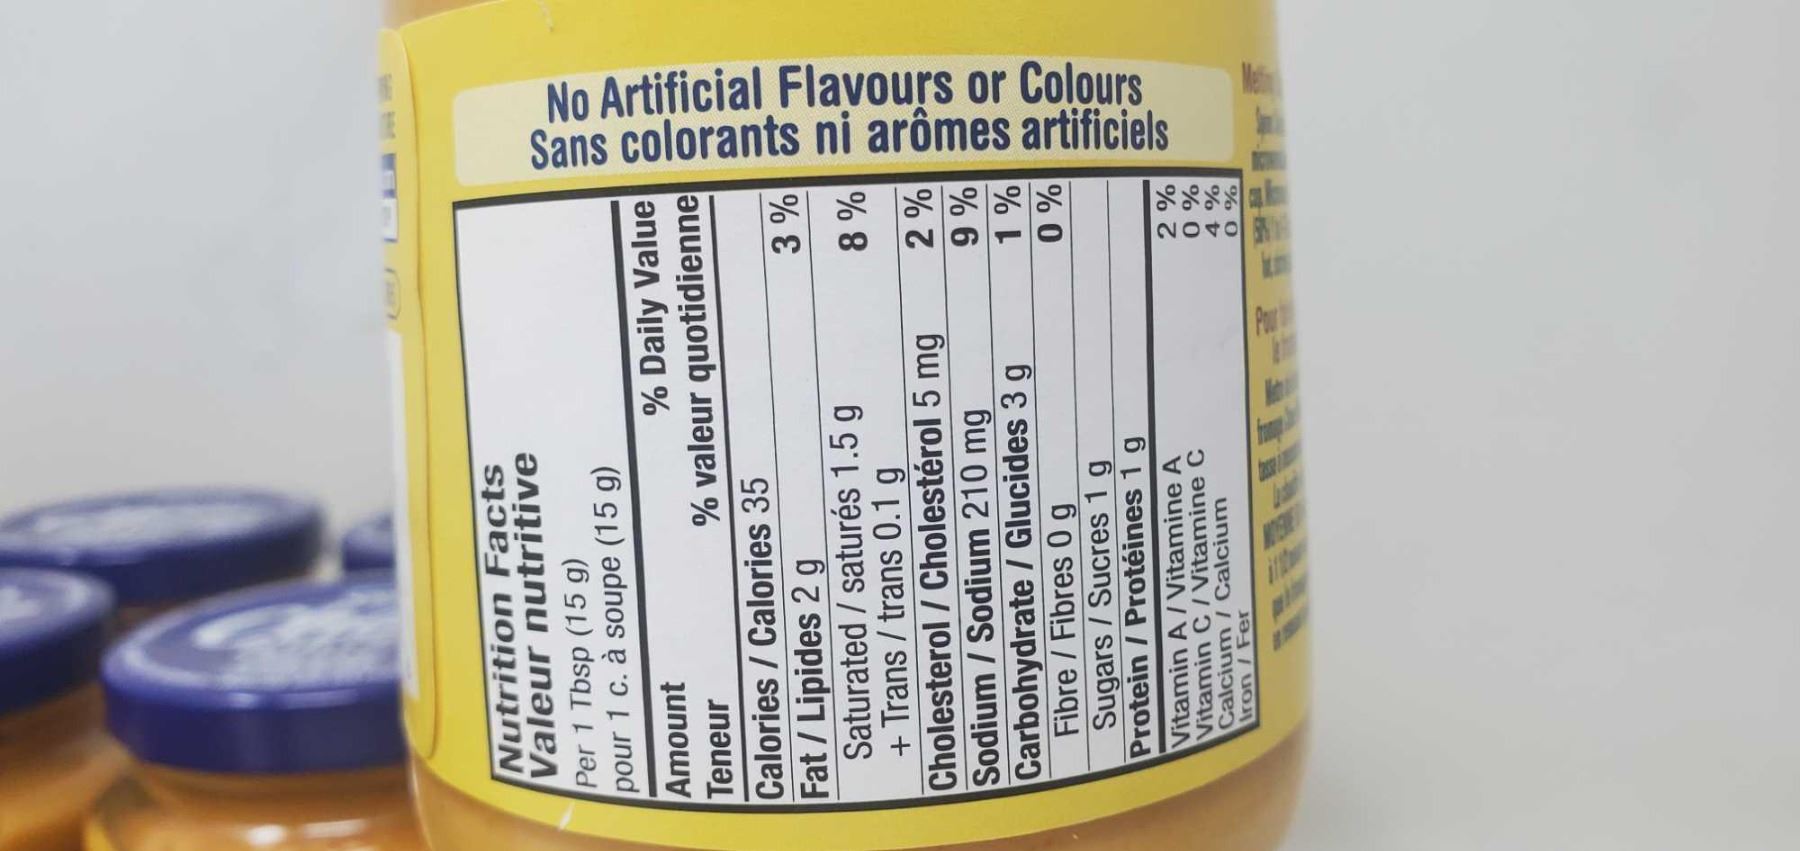 No Artificial Flavours or Colours
Sans colorants ni arômes artificiels
Nutrition Facts
Valeur nutritive
Per 1 Tbsp (15 g)
pour 1 c. à soupe (15 g)
Amount % Daily Value
Teneur % valeur quotidienne
Calories / Calories 35
Fat / Lipides 2 g 3 %
Saturated / saturés 1.5 g 8 %
+ Trans / trans 0.1 g
Cholesterol / Cholestérol 5 mg 2 %
Sodium / Sodium 210 mg 9 %
Carbohydrate / Glucides 3 g 1 %
Fibre / Fibres 0 g 0 %
Sugars / Sucres 1 g
Protein / Protéines 1 g
Vitamin A / Vitamine A 2 %
Vitamin C / Vitamine C 0 %
Calcium / Calcium 4 %
Iron / Fer 0 %
Pour